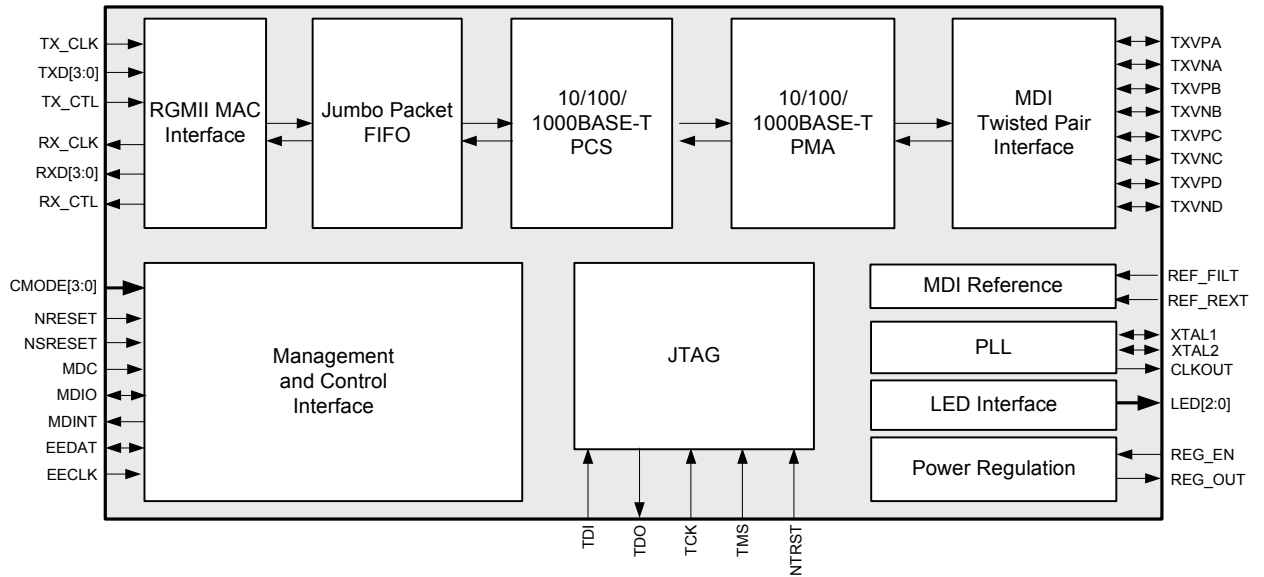 TX_CLK
TXD[3:0]
TX_CTL
RX_CLK
RXD[3:0]
RX_CTL
RGMII MAC
Interface
Jumbo Packet
FIFO
10/100/
1000BASE-T
PCS
10/100/
1000BASE-T
PMA
MDI
Twisted Pair
Interface
TXVPA
TXVNA
TXVPB
TXVNB
TXVPC
TXVNC
TXVPD
TXVND
CMODE[3:0]
NRESET
NSRESET
MDC
MDIO
MDINT
EEDAT
EECLK
Management
and Control
Interface
JTAG
TDI
TDO
TCK
TMS
NTRST
MDI Reference
REF_FILT
REF_REXT
PLL
XTAL1
XTAL2
CLKOUT
LED Interface
LED[2:0]
Power Regulation
REG_EN
REG_OUT